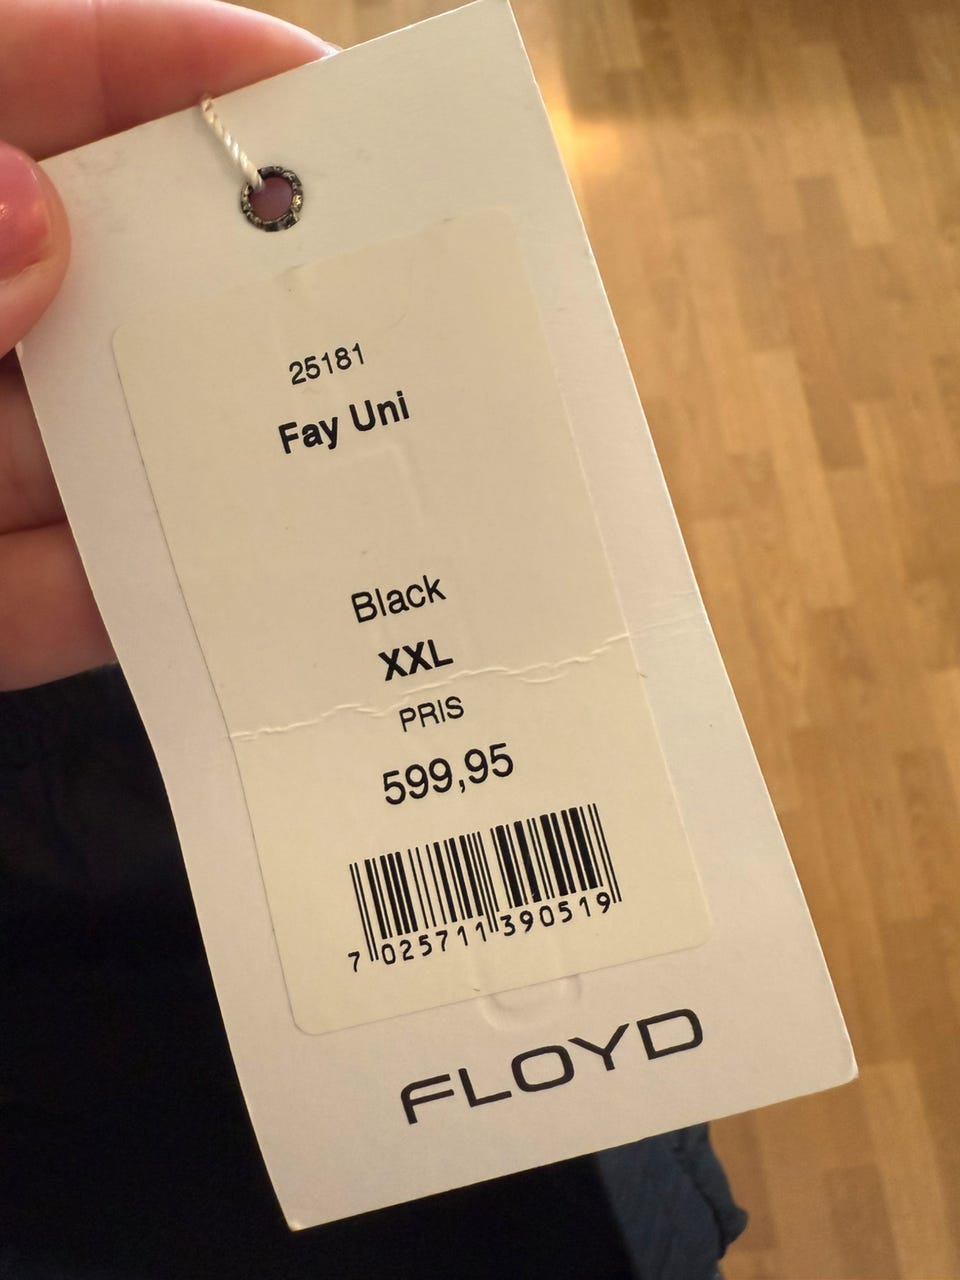 25181
Fay Uni
Black
XXL
PRIS
599,95
7 025711 390519
FLOYD